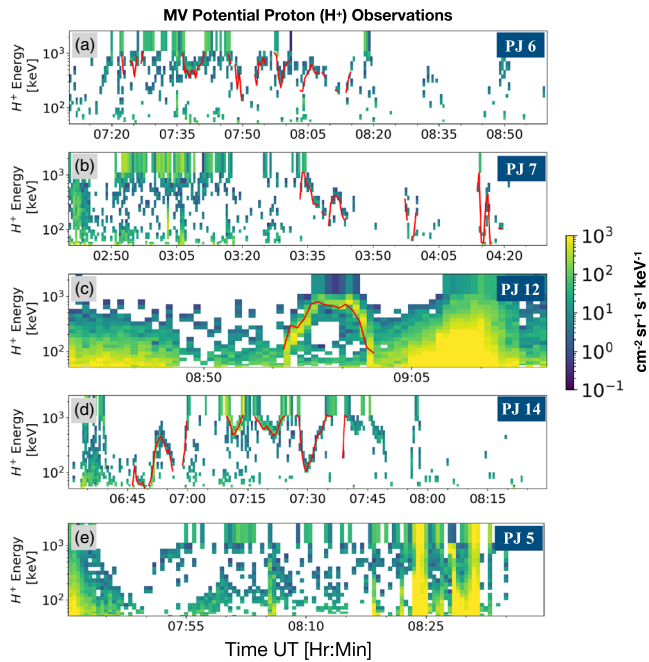 MV Potential Proton (H⁺) Observations
(a) PJ 6
H⁺ Energy [keV]
10³
10²
07:20 07:35 07:50 08:05 08:20 08:35 08:50
(b) PJ 7
H⁺ Energy [keV]
10³
10²
02:50 03:05 03:20 03:35 03:50 04:05 04:20
(c) PJ 12
H⁺ Energy [keV]
10³
10²
08:50 09:05
(d) PJ 14
H⁺ Energy [keV]
10³
10²
06:45 07:00 07:15 07:30 07:45 08:00 08:15
(e) PJ 5
H⁺ Energy [keV]
10³
10²
07:55 08:10 08:25
Time UT [Hr:Min]
10³
10²
10¹
10⁰
10⁻¹
cm⁻² sr⁻¹ s⁻¹ keV⁻¹